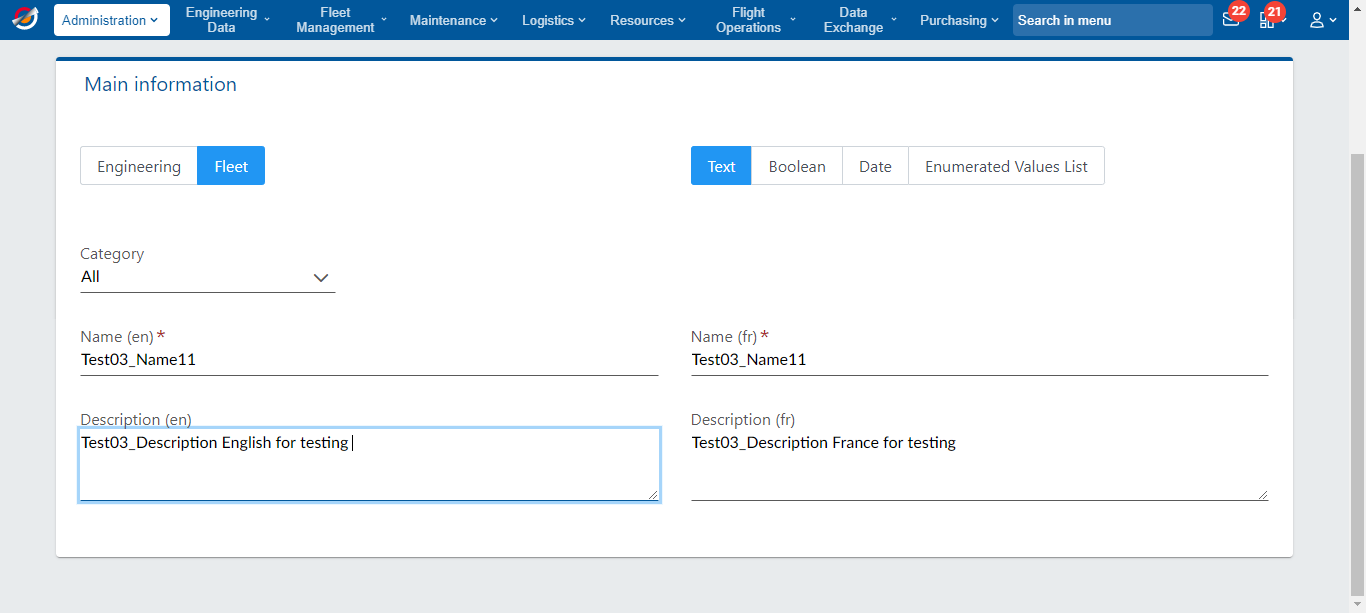 Administration
Engineering Data
Fleet Management
Maintenance
Logistics
Resources
Flight Operations
Data Exchange
Purchasing
Search in menu
22
21
Main information
Engineering Fleet
Text Boolean Date Enumerated Values List
Category
All
Name (en) *
Test03_Name11
Name (fr) *
Test03_Name11
Description (en)
Test03_Description English for testing
Description (fr)
Test03_Description France for testing